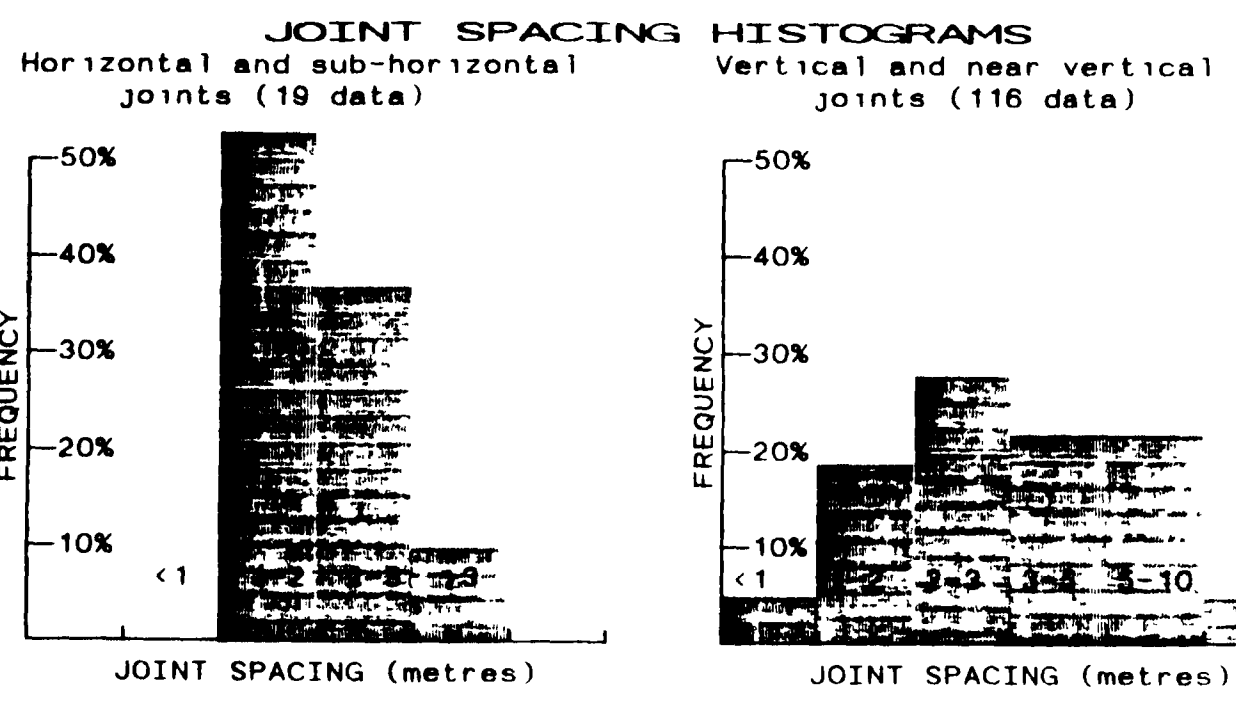 JOINT SPACING HISTOGRAMS
Horizontal and sub-horizontal
joints (19 data)
50%
40%
30%
20%
10%
FREQUENCY
<1
JOINT SPACING (metres)
Vertical and near vertical
joints (116 data)
50%
40%
30%
20%
10%
FREQUENCY
<1
5-10
JOINT SPACING (metres)